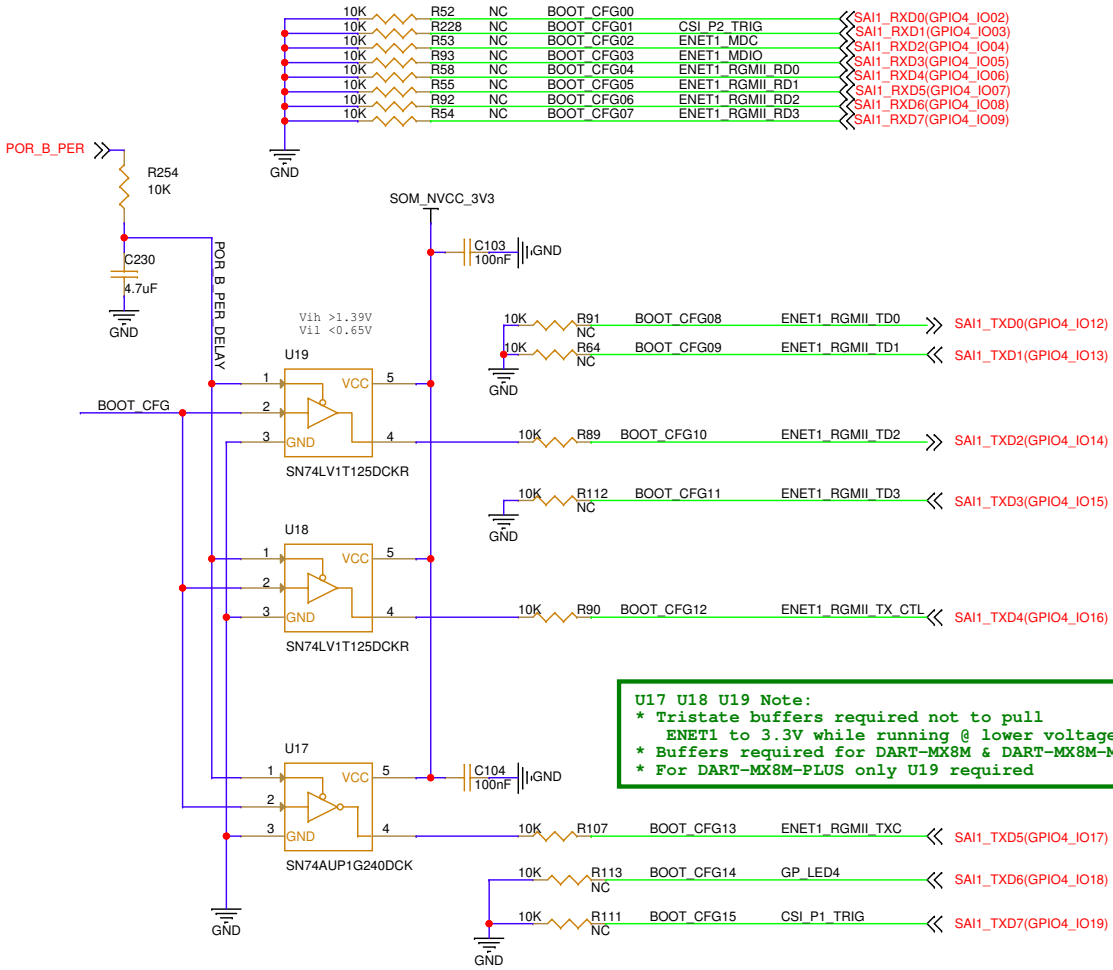 10K R52 NC BOOT_CFG00 SAI1_RXD0(GPIO4_IO02)
10K R228 NC BOOT_CFG01 CSI_P2_TRIG SAI1_RXD1(GPIO4_IO03)
10K R53 NC BOOT_CFG02 ENET1_MDC SAI1_RXD2(GPIO4_IO04)
10K R93 NC BOOT_CFG03 ENET1_MDIO SAI1_RXD3(GPIO4_IO05)
10K R58 NC BOOT_CFG04 ENET1_RGMII_RD0 SAI1_RXD4(GPIO4_IO06)
10K R55 NC BOOT_CFG05 ENET1_RGMII_RD1 SAI1_RXD5(GPIO4_IO07)
10K R92 NC BOOT_CFG06 ENET1_RGMII_RD2 SAI1_RXD6(GPIO4_IO08)
10K R54 NC BOOT_CFG07 ENET1_RGMII_RD3 SAI1_RXD7(GPIO4_IO09)
GND
POR_B_PER
R254
10K
C230
4.7uF
GND
POR_B_PER_DELAY
SOM_NVCC_3V3
C103
100nF
GND
Vih >1.39V
Vil <0.65V
U19
1 VCC 5
BOOT_CFG 2
3 GND 4
SN74LV1T125DCKR
10K R91 BOOT_CFG08 ENET1_RGMII_TD0 SAI1_TXD0(GPIO4_IO12)
NC
10K R64 BOOT_CFG09 ENET1_RGMII_TD1 SAI1_TXD1(GPIO4_IO13)
NC
GND
10K R89 BOOT_CFG10 ENET1_RGMII_TD2 SAI1_TXD2(GPIO4_IO14)
10K R112 BOOT_CFG11 ENET1_RGMII_TD3 SAI1_TXD3(GPIO4_IO15)
NC
GND
U18
1 VCC 5
2
3 GND 4
SN74LV1T125DCKR
10K R90 BOOT_CFG12 ENET1_RGMII_TX_CTL SAI1_TXD4(GPIO4_IO16)
U17 U18 U19 Note:
* Tristate buffers required not to pull
ENET1 to 3.3V while running @ lower voltage
* Buffers required for DART-MX8M & DART-MX8M-M
* For DART-MX8M-PLUS only U19 required
U17
1 VCC 5
2
3 GND 4
SN74AUP1G240DCK
C104
100nF
GND
10K R107 BOOT_CFG13 ENET1_RGMII_TXC SAI1_TXD5(GPIO4_IO17)
10K R113 BOOT_CFG14 GP_LED4 SAI1_TXD6(GPIO4_IO18)
NC
10K R111 BOOT_CFG15 CSI_P1_TRIG SAI1_TXD7(GPIO4_IO19)
NC
GND
GND